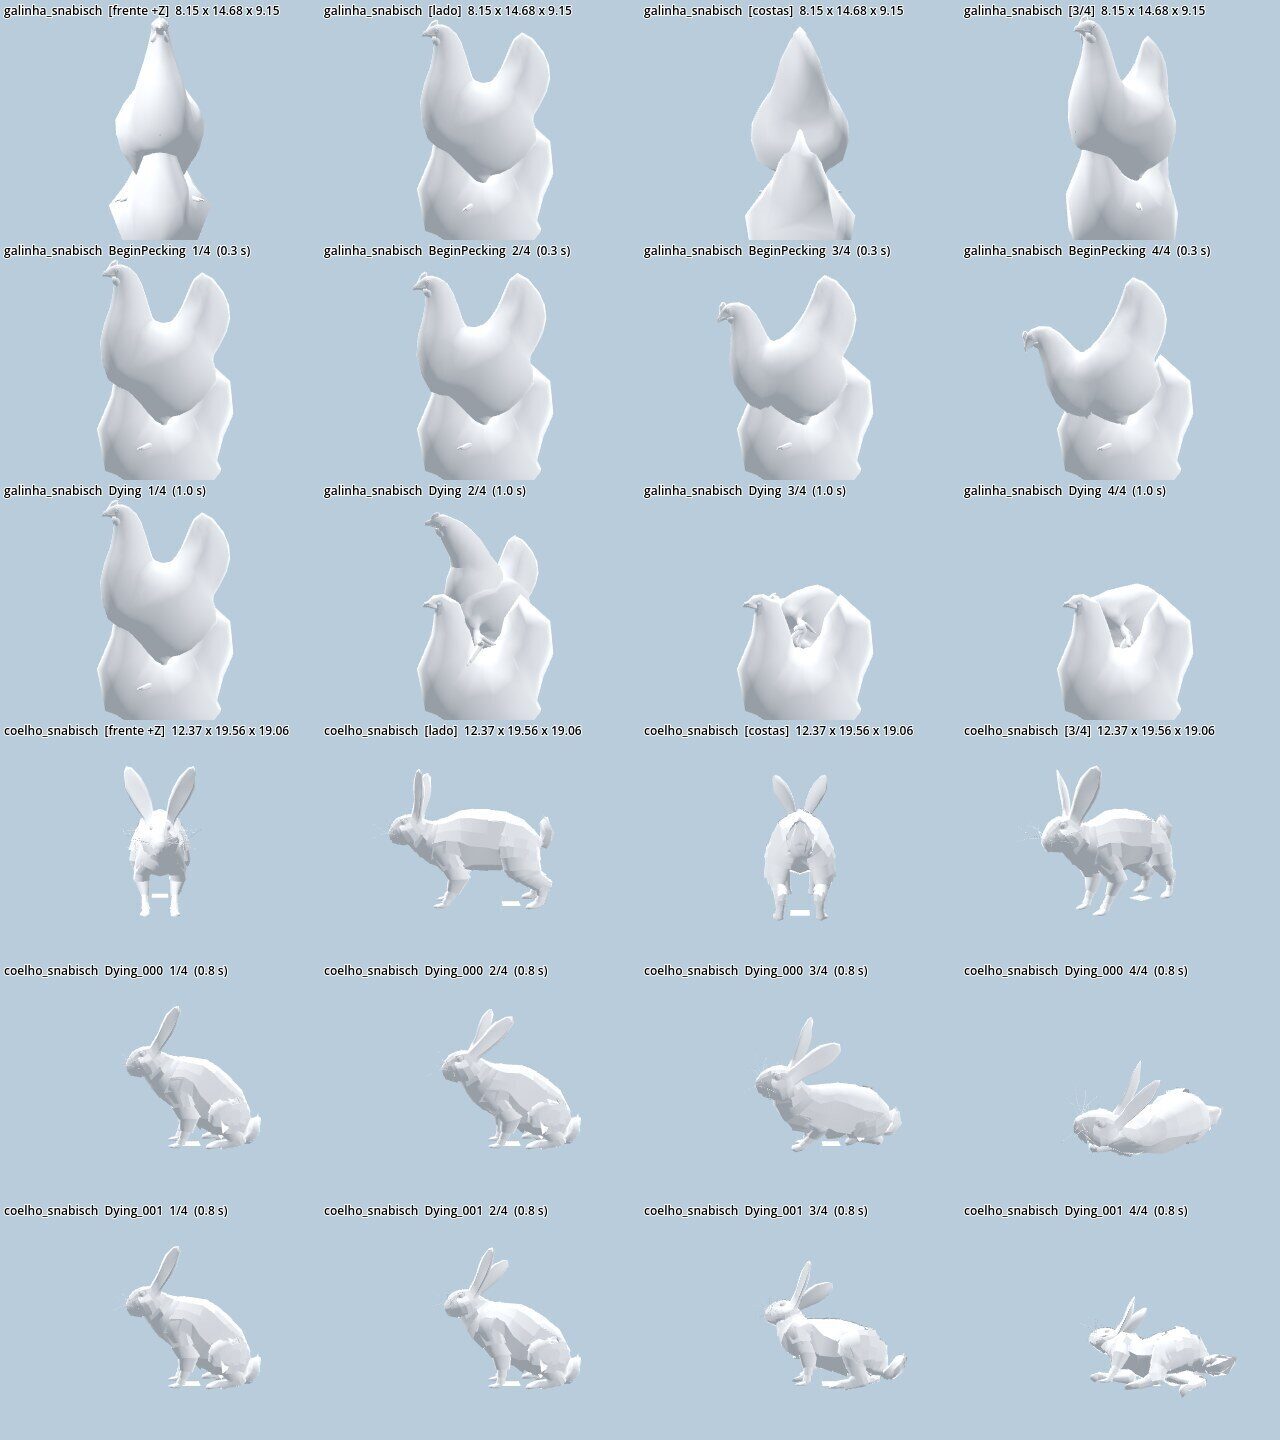 galinha_snabisch [frente +Z] 8.15 x 14.68 x 9.15
galinha_snabisch [lado] 8.15 x 14.68 x 9.15
galinha_snabisch [costas] 8.15 x 14.68 x 9.15
galinha_snabisch [3/4] 8.15 x 14.68 x 9.15
galinha_snabisch BeginPecking 1/4 (0.3 s)
galinha_snabisch BeginPecking 2/4 (0.3 s)
galinha_snabisch BeginPecking 3/4 (0.3 s)
galinha_snabisch BeginPecking 4/4 (0.3 s)
galinha_snabisch Dying 1/4 (1.0 s)
galinha_snabisch Dying 2/4 (1.0 s)
galinha_snabisch Dying 3/4 (1.0 s)
galinha_snabisch Dying 4/4 (1.0 s)
coelho_snabisch [frente +Z] 12.37 x 19.56 x 19.06
coelho_snabisch [lado] 12.37 x 19.56 x 19.06
coelho_snabisch [costas] 12.37 x 19.56 x 19.06
coelho_snabisch [3/4] 12.37 x 19.56 x 19.06
coelho_snabisch Dying_000 1/4 (0.8 s)
coelho_snabisch Dying_000 2/4 (0.8 s)
coelho_snabisch Dying_000 3/4 (0.8 s)
coelho_snabisch Dying_000 4/4 (0.8 s)
coelho_snabisch Dying_001 1/4 (0.8 s)
coelho_snabisch Dying_001 2/4 (0.8 s)
coelho_snabisch Dying_001 3/4 (0.8 s)
coelho_snabisch Dying_001 4/4 (0.8 s)